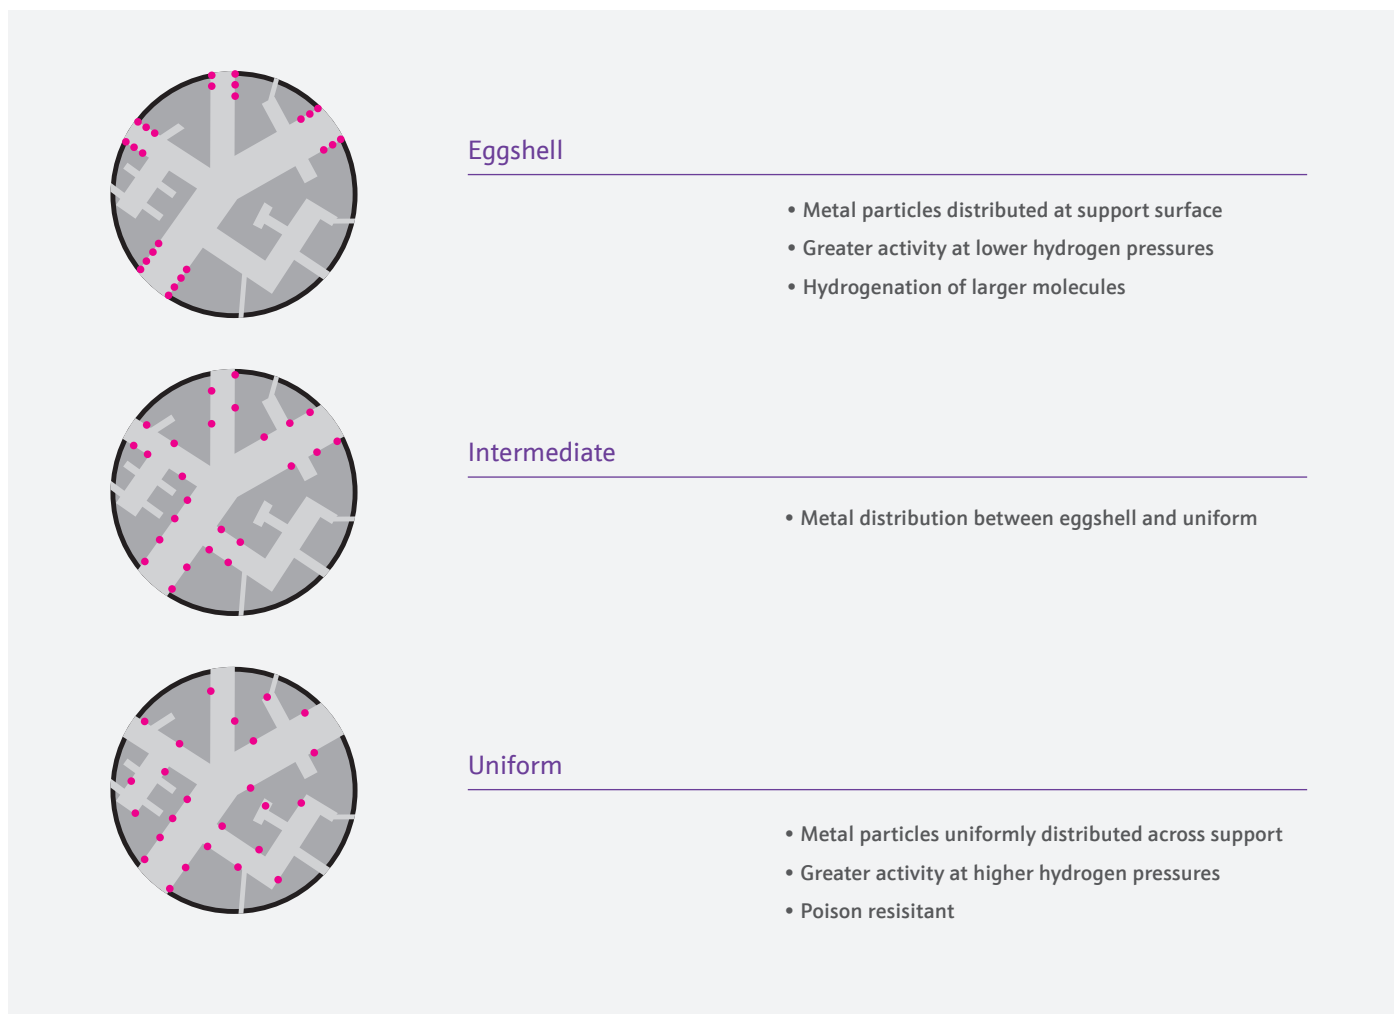 Eggshell
• Metal particles distributed at support surface
• Greater activity at lower hydrogen pressures
• Hydrogenation of larger molecules
Intermediate
• Metal distribution between eggshell and uniform
Uniform
• Metal particles uniformly distributed across support
• Greater activity at higher hydrogen pressures
• Poison resisitant